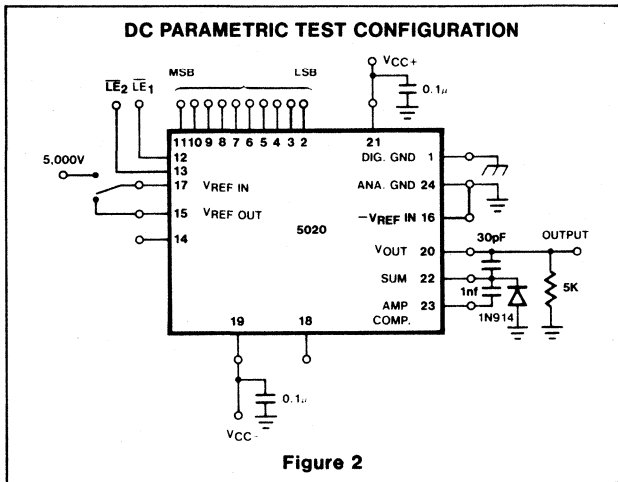 DC PARAMETRIC TEST CONFIGURATION
VCC+
MSB LSB
LE2 LE1
0.1μ
11 10 9 8 7 6 5 4 3 2 21
12 DIG. GND 1
5,000V 13
17 VREF IN ANA. GND 24
15 VREF OUT -VREF IN 16
14 5020 VOUT 20 30pF OUTPUT
SUM 22
1nf 5K
AMP 23
COMP. 1N914
19 18
0.1μ
VCC-
Figure 2